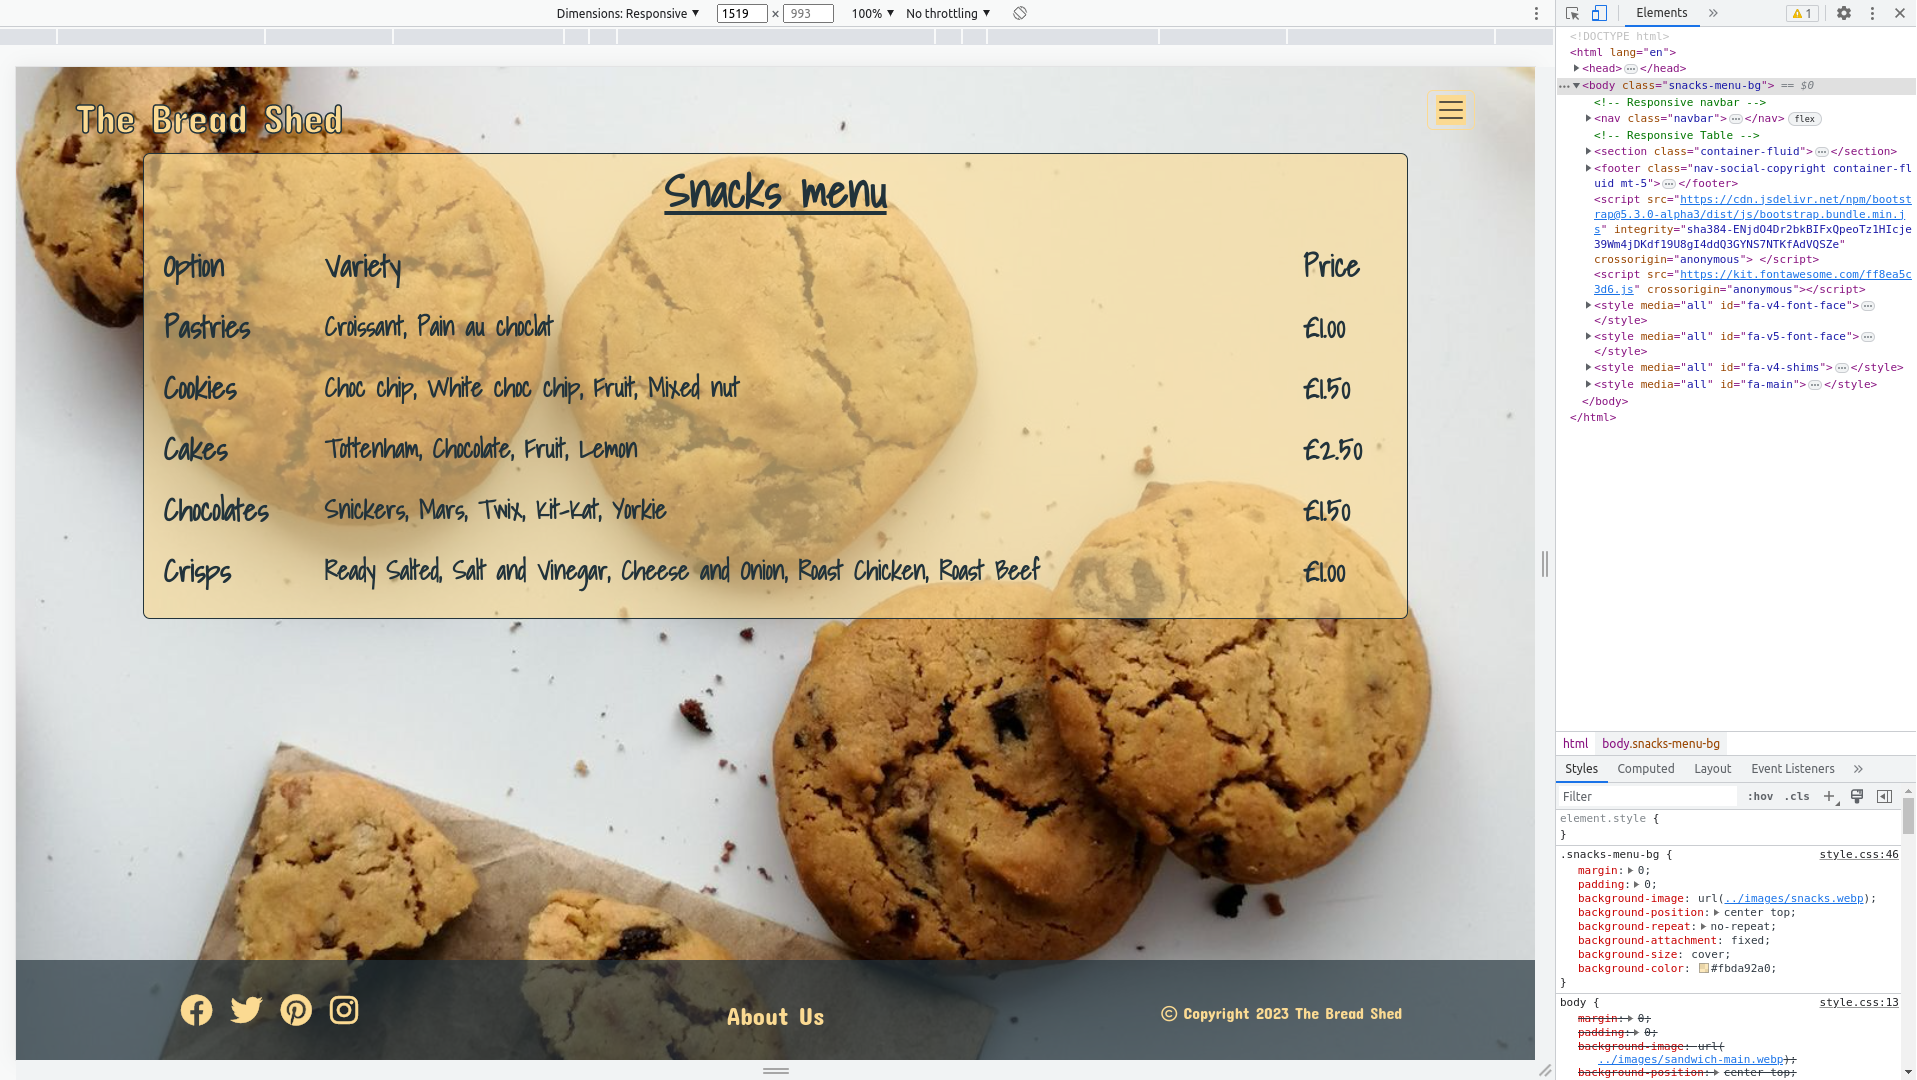 Dimensions: Responsive ▼ 1519 × 993 100% ▼ No throttling ▼
The Bread Shed
Snacks menu
Option Variety Price
Pastries Croissant, Pain au choclat £1.00
Cookies Choc chip, White choc chip, Fruit, Mixed nut £1.50
Cakes Tottenham, Chocolate, Fruit, Lemon £2.50
Chocolates Snickers, Mars, Twix, Kit-Kat, Yorkie £1.50
Crisps Ready Salted, Salt and Vinegar, Cheese and Onion, Roast Chicken, Roast Beef £1.00
About Us
© Copyright 2023 The Bread Shed
Elements » 1
<!DOCTYPE html>
<html lang="en">
▶<head>…</head>
…▼<body class="snacks-menu-bg"> == $0
<!-- Responsive navbar -->
▶<nav class="navbar">…</nav> flex
<!-- Responsive Table -->
▶<section class="container-fluid">…</section>
▶<footer class="nav-social-copyright container-fl
uid mt-5">…</footer>
<script src="https://cdn.jsdelivr.net/npm/bootst
rap@5.3.0-alpha3/dist/js/bootstrap.bundle.min.j
s" integrity="sha384-ENjdO4Dr2bkBIFxQpeoTz1HIcje
39Wm4jDKdf19U8gI4ddQ3GYNS7NTKfAdVQSZe"
crossorigin="anonymous"> </script>
<script src="https://kit.fontawesome.com/ff8ea5c
3d6.js" crossorigin="anonymous"></script>
▶<style media="all" id="fa-v4-font-face">…
</style>
▶<style media="all" id="fa-v5-font-face">…
</style>
▶<style media="all" id="fa-v4-shims">…</style>
▶<style media="all" id="fa-main">…</style>
</body>
</html>
html body.snacks-menu-bg
Styles Computed Layout Event Listeners »
Filter :hov .cls +
element.style {
}
.snacks-menu-bg { style.css:46
margin:▶0;
padding:▶0;
background-image: url(../images/snacks.webp);
background-position:▶center top;
background-repeat:▶no-repeat;
background-attachment: fixed;
background-size: cover;
background-color: #fbda92a0;
}
body { style.css:13
margin:▶0;
padding:▶0;
background-image: url(
../images/sandwich-main.webp);
background-position:▶center top;